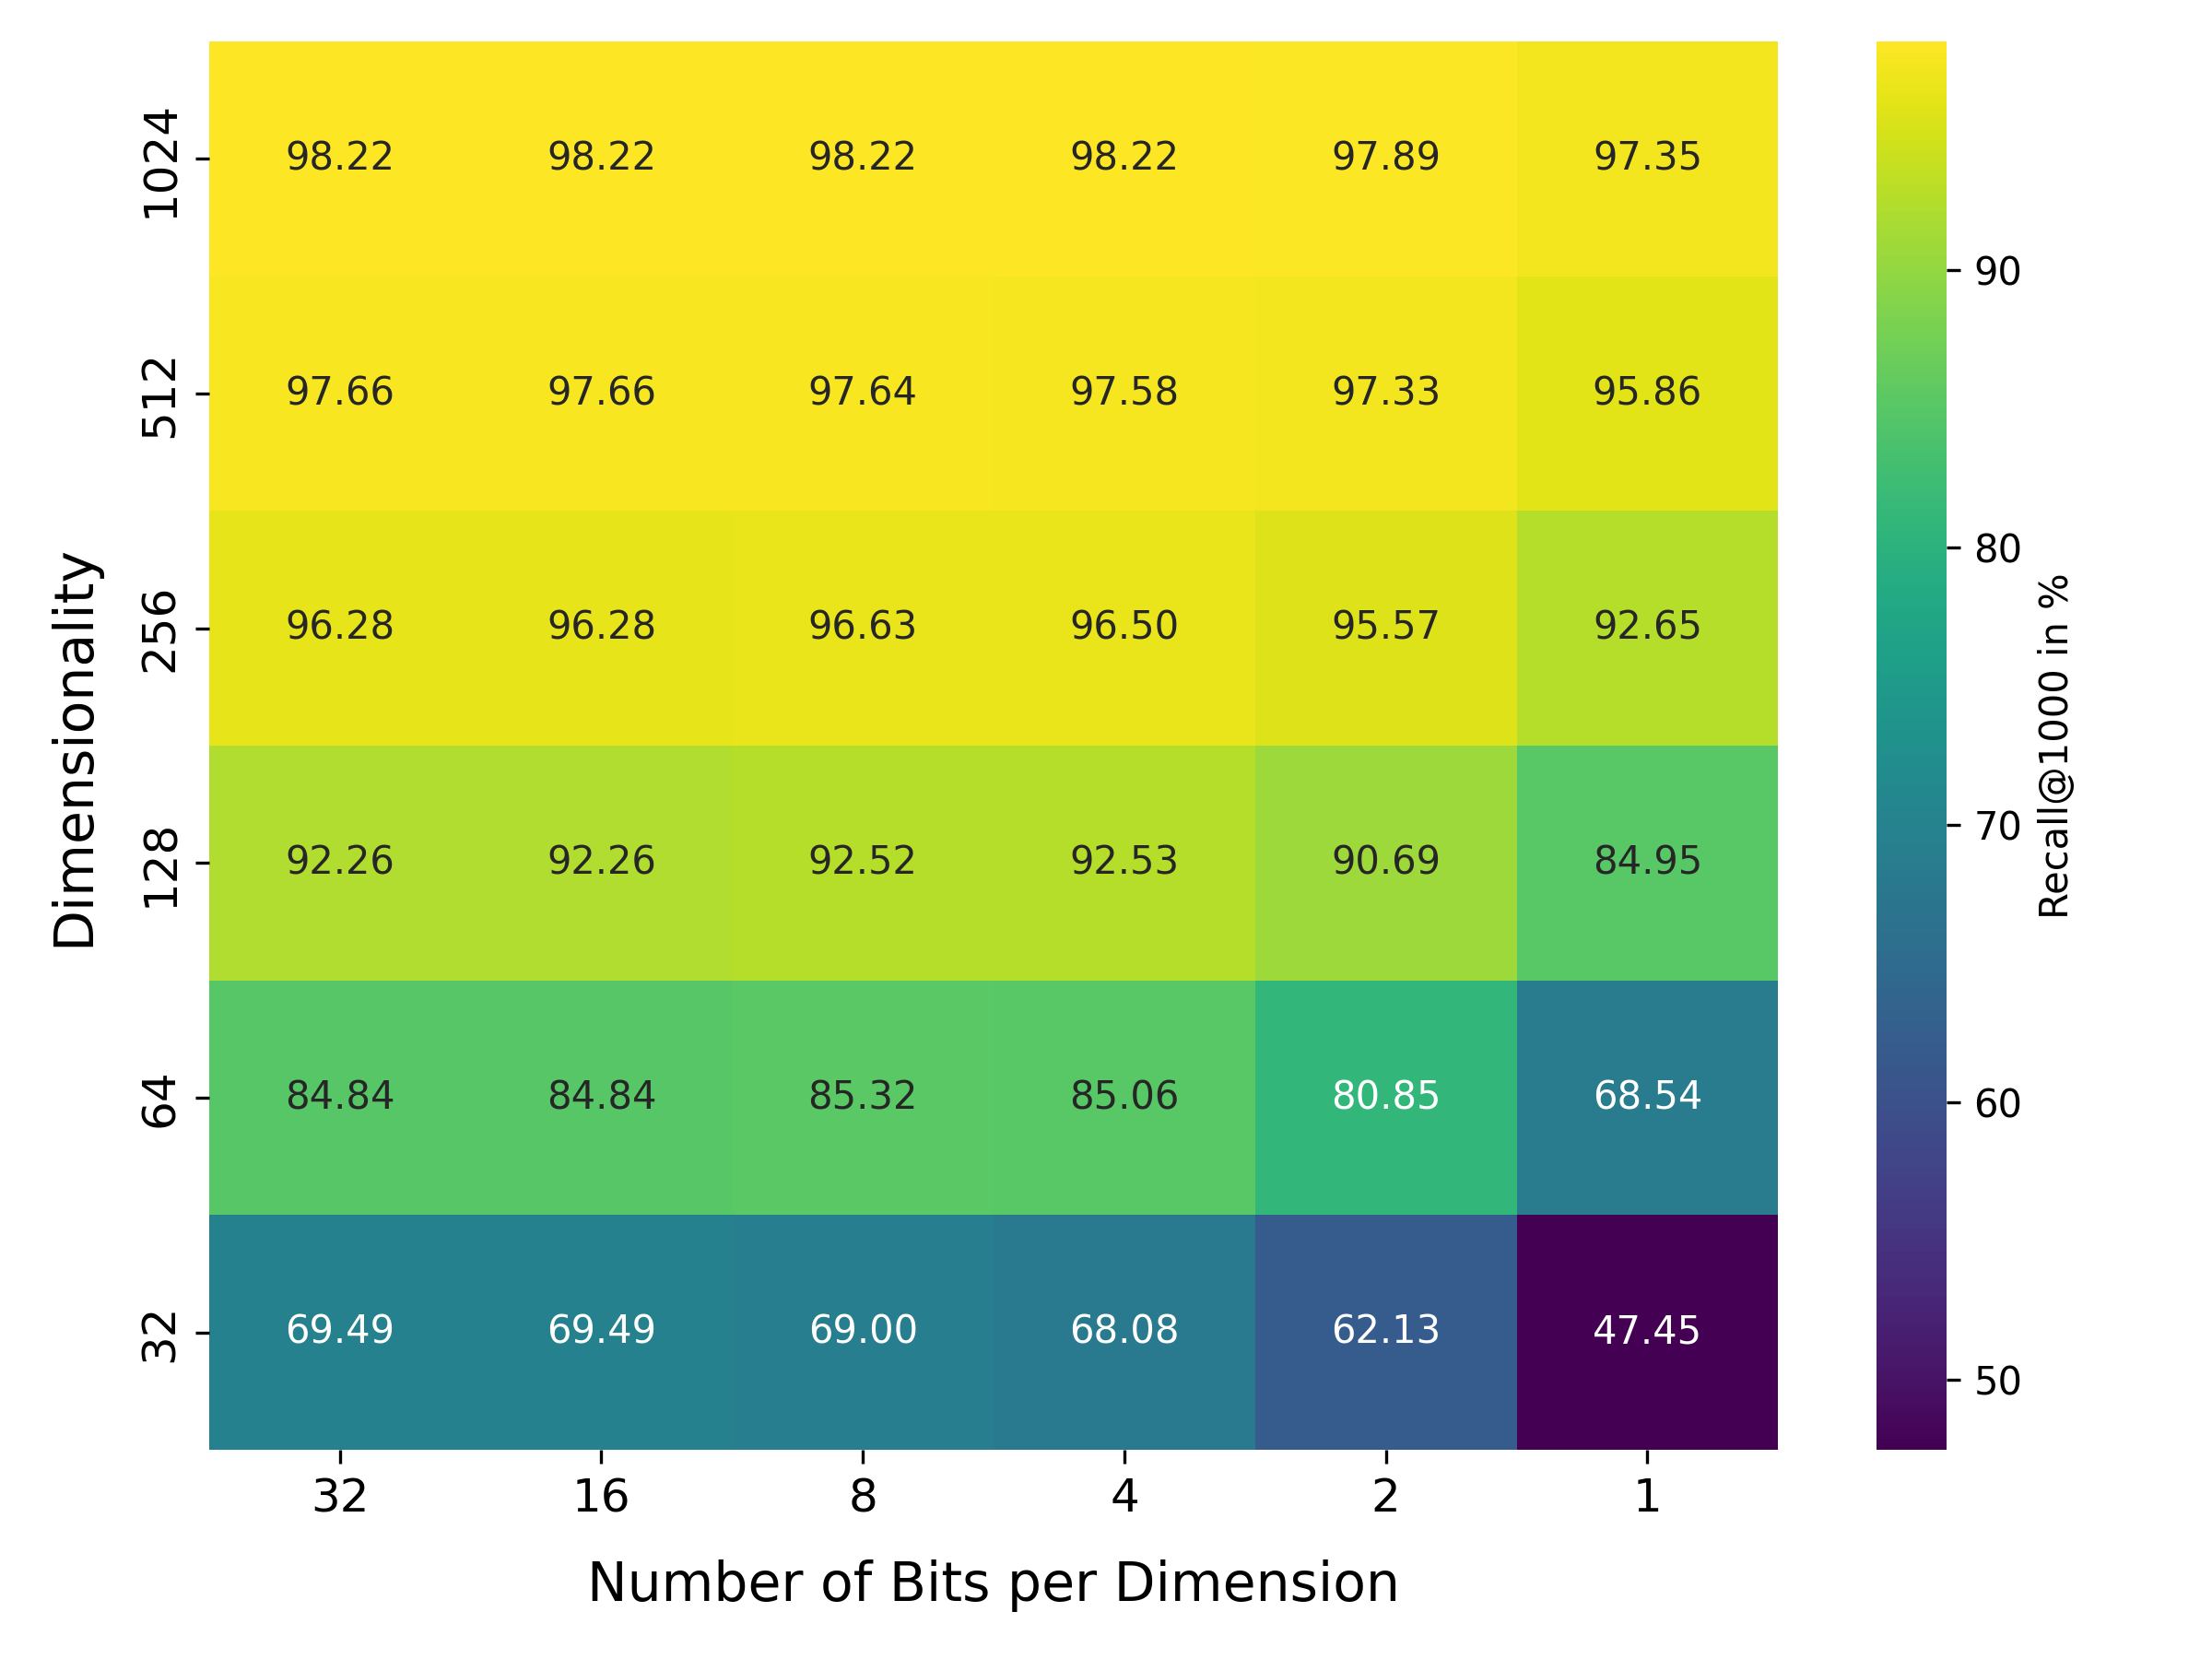 1024 98.22 98.22 98.22 98.22 97.89 97.35
512 97.66 97.66 97.64 97.58 97.33 95.86
256 96.28 96.28 96.63 96.50 95.57 92.65
128 92.26 92.26 92.52 92.53 90.69 84.95
64 84.84 84.84 85.32 85.06 80.85 68.54
32 69.49 69.49 69.00 68.08 62.13 47.45
32 16 8 4 2 1
Number of Bits per Dimension
Dimensionality
90
80
70
60
50
Recall@1000 in %